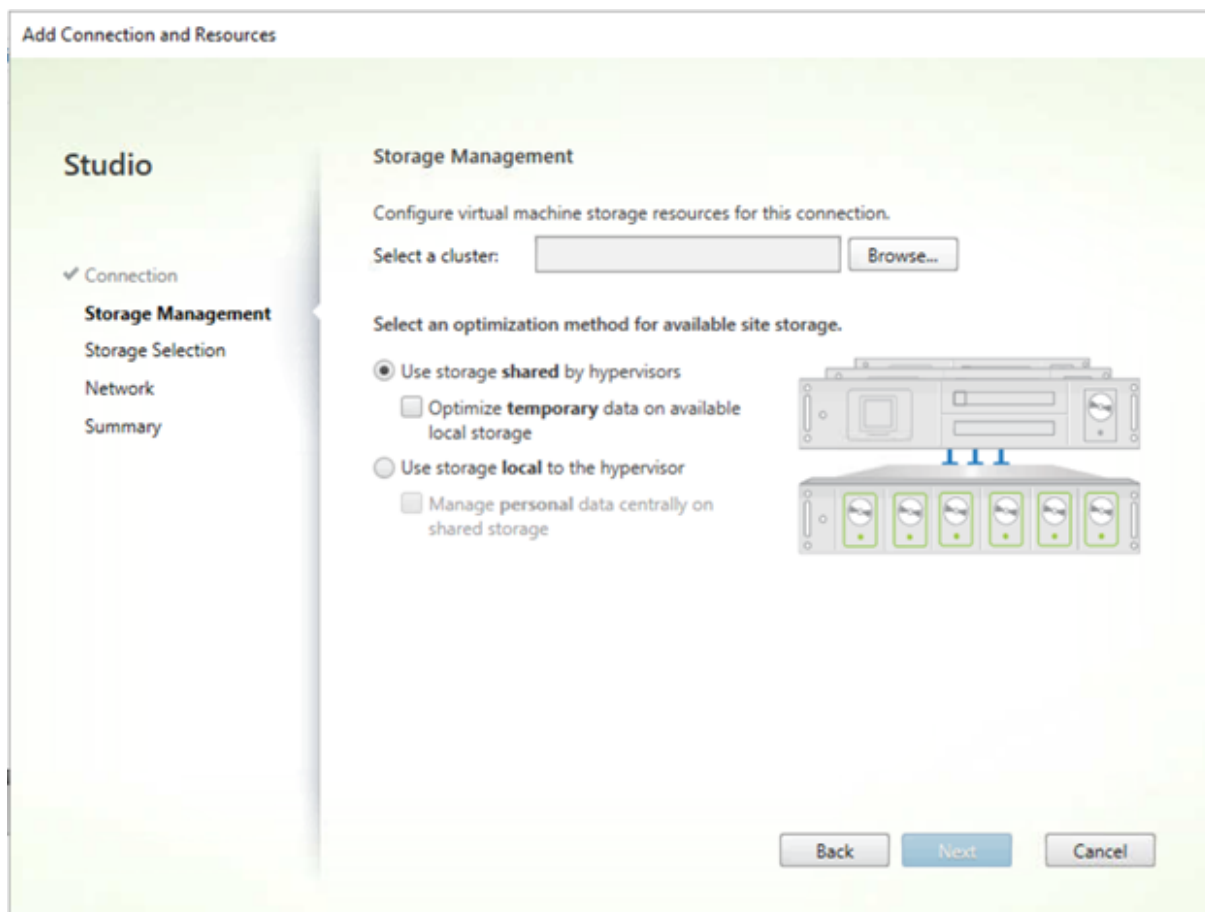 Add Connection and Resources
Studio
Connection
Storage Management
Storage Selection
Network
Summary
Storage Management
Configure virtual machine storage resources for this connection.
Select a cluster:
Browse...
Select an optimization method for available site storage.
Use storage shared by hypervisors
Optimize temporary data on available
local storage
Use storage local to the hypervisor
Manage personal data centrally on
shared storage
Back
Next
Cancel